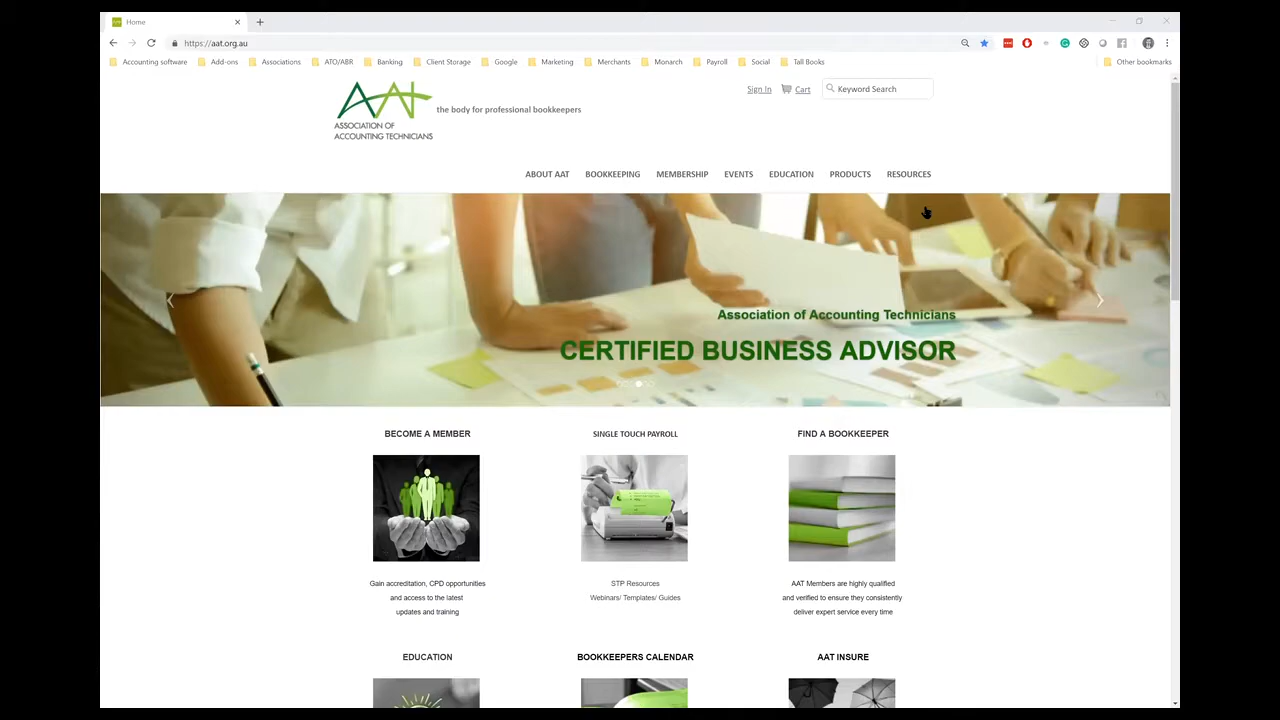 Home
https://aat.org.au
Accounting software
Add-ons
Associations
ATO/ABR
Banking
Client Storage
Google
Marketing
Merchants
Monarch
Payroll
Social
Tall Books
Other bookmarks
AAT
ASSOCIATION OF
ACCOUNTING TECHNICIANS
the body for professional bookkeepers
Sign In
Cart
Keyword Search
ABOUT AAT
BOOKKEEPING
MEMBERSHIP
EVENTS
EDUCATION
PRODUCTS
RESOURCES
Association of Accounting Technicians
CERTIFIED BUSINESS ADVISOR
BECOME A MEMBER
Gain accreditation, CPD opportunities
and access to the latest
updates and training
SINGLE TOUCH PAYROLL
STP Resources
Webinars/ Templates/ Guides
FIND A BOOKKEEPER
AAT Members are highly qualified
and verified to ensure they consistently
deliver expert service every time
EDUCATION
BOOKKEEPERS CALENDAR
AAT INSURE